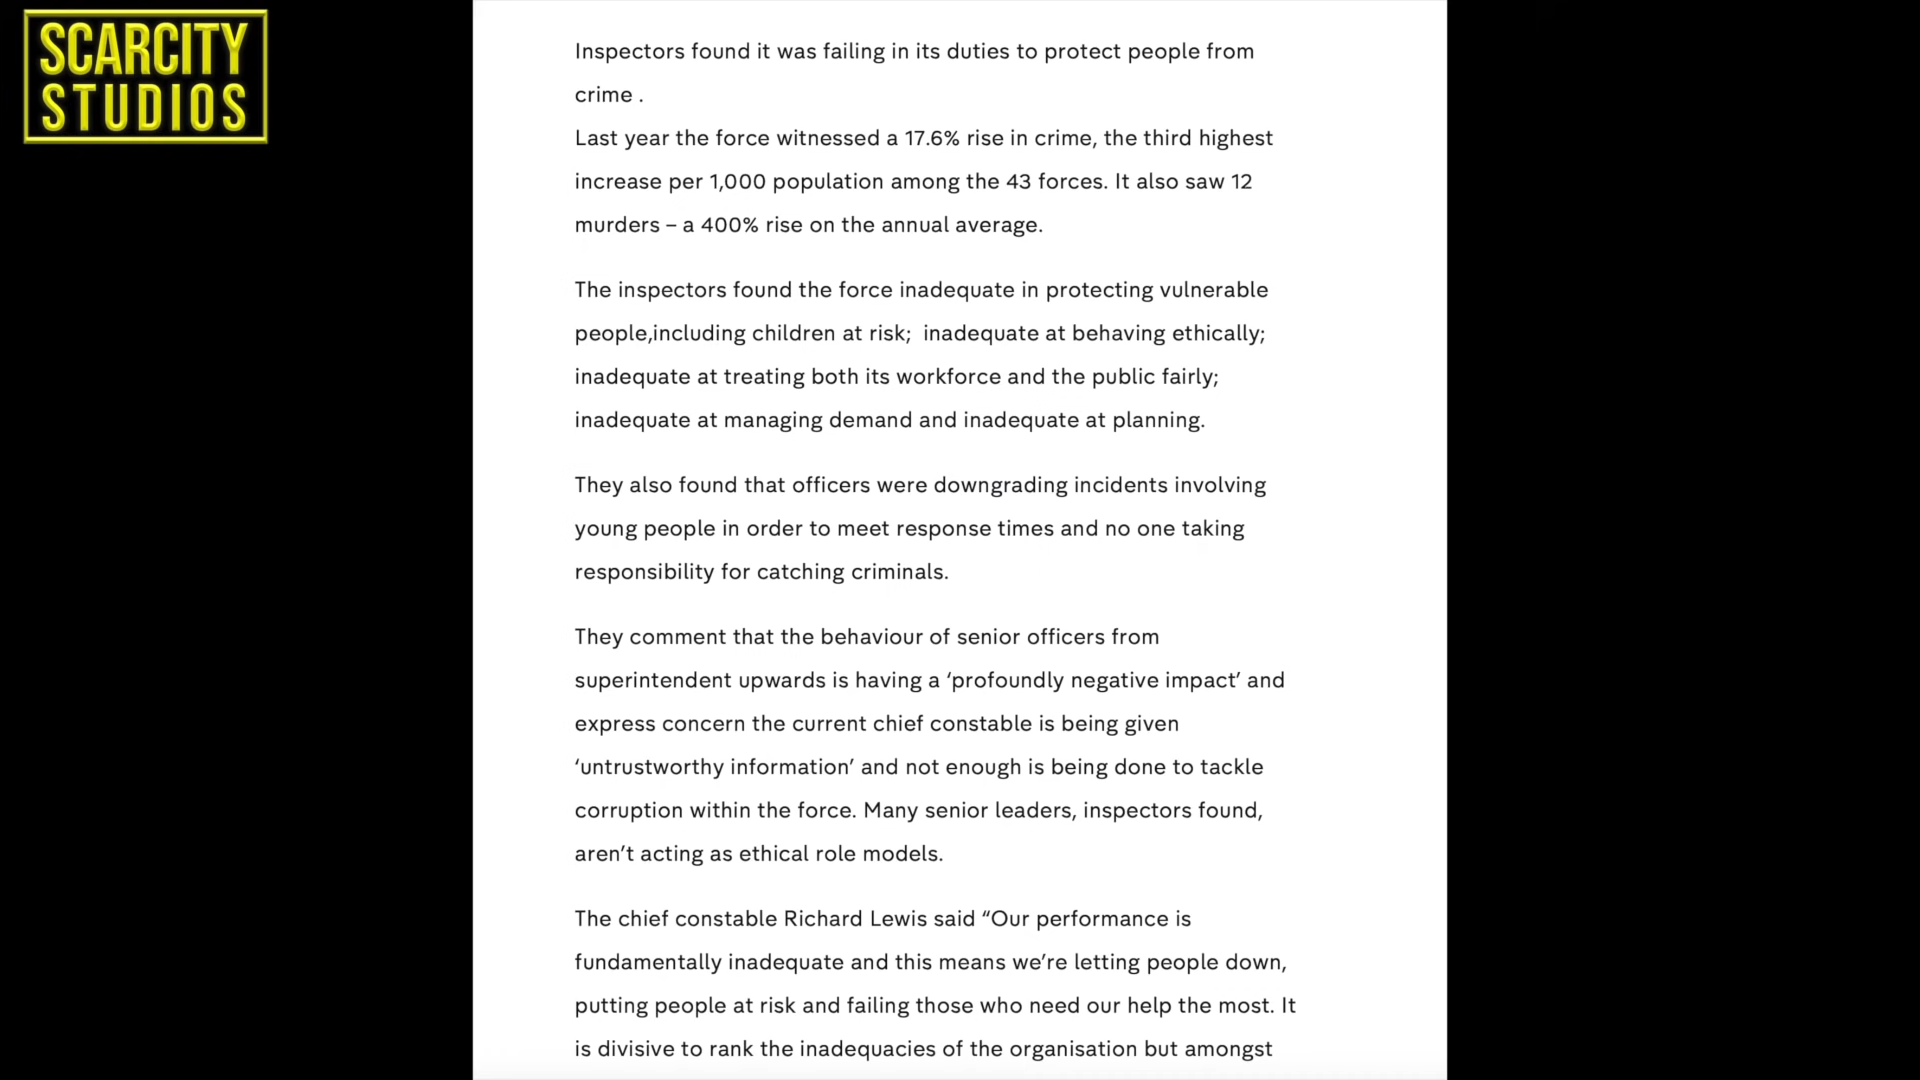 SCARCITY
STUDIOS
Inspectors found it was failing in its duties to protect people from
crime .
Last year the force witnessed a 17.6% rise in crime, the third highest
increase per 1,000 population among the 43 forces. It also saw 12
murders – a 400% rise on the annual average.
The inspectors found the force inadequate in protecting vulnerable
people,including children at risk;  inadequate at behaving ethically;
inadequate at treating both its workforce and the public fairly;
inadequate at managing demand and inadequate at planning.
They also found that officers were downgrading incidents involving
young people in order to meet response times and no one taking
responsibility for catching criminals.
They comment that the behaviour of senior officers from
superintendent upwards is having a ‘profoundly negative impact’ and
express concern the current chief constable is being given
‘untrustworthy information’ and not enough is being done to tackle
corruption within the force. Many senior leaders, inspectors found,
aren’t acting as ethical role models.
The chief constable Richard Lewis said “Our performance is
fundamentally inadequate and this means we’re letting people down,
putting people at risk and failing those who need our help the most. It
is divisive to rank the inadequacies of the organisation but amongst